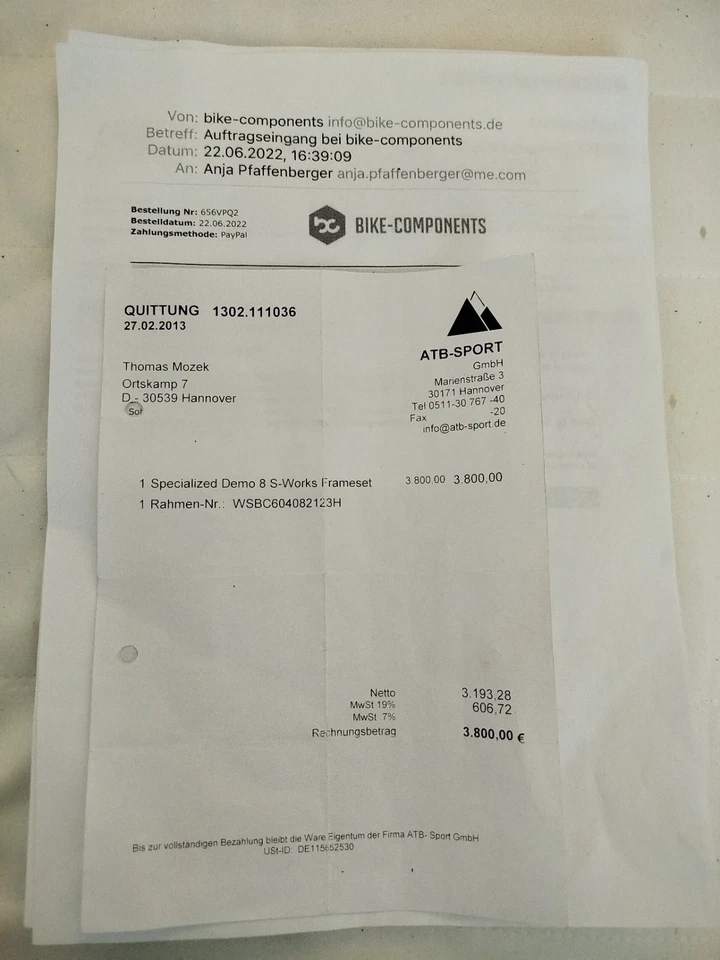 Von: bike-components info@bike-components.de
Betreff: Auftragseingang bei bike-components
Datum: 22.06.2022, 16:39:09
An: Anja Pfaffenberger anja.pfaffenberger@me.com
Bestellung Nr: 656VPQ2
Bestelldatum: 22.06.2022
Zahlungsmethode: PayPal
bc BIKE-COMPONENTS
QUITTUNG 1302.111036
27.02.2013
ATB-SPORT
GmbH
Marienstraße 3
30171 Hannover
Tel 0511-30 767 -40
Fax -20
info@atb-sport.de
Thomas Mozek
Ortskamp 7
D - 30539 Hannover
Sof
1 Specialized Demo 8 S-Works Frameset 3.800,00 3.800,00
1 Rahmen-Nr.: WSBC604082123H
Netto 3.193,28
MwSt 19% 606,72
MwSt 7%
Rechnungsbetrag 3.800,00 €
Bis zur vollständigen Bezahlung bleibt die Ware Eigentum der Firma ATB- Sport GmbH
USt-ID: DE115652530